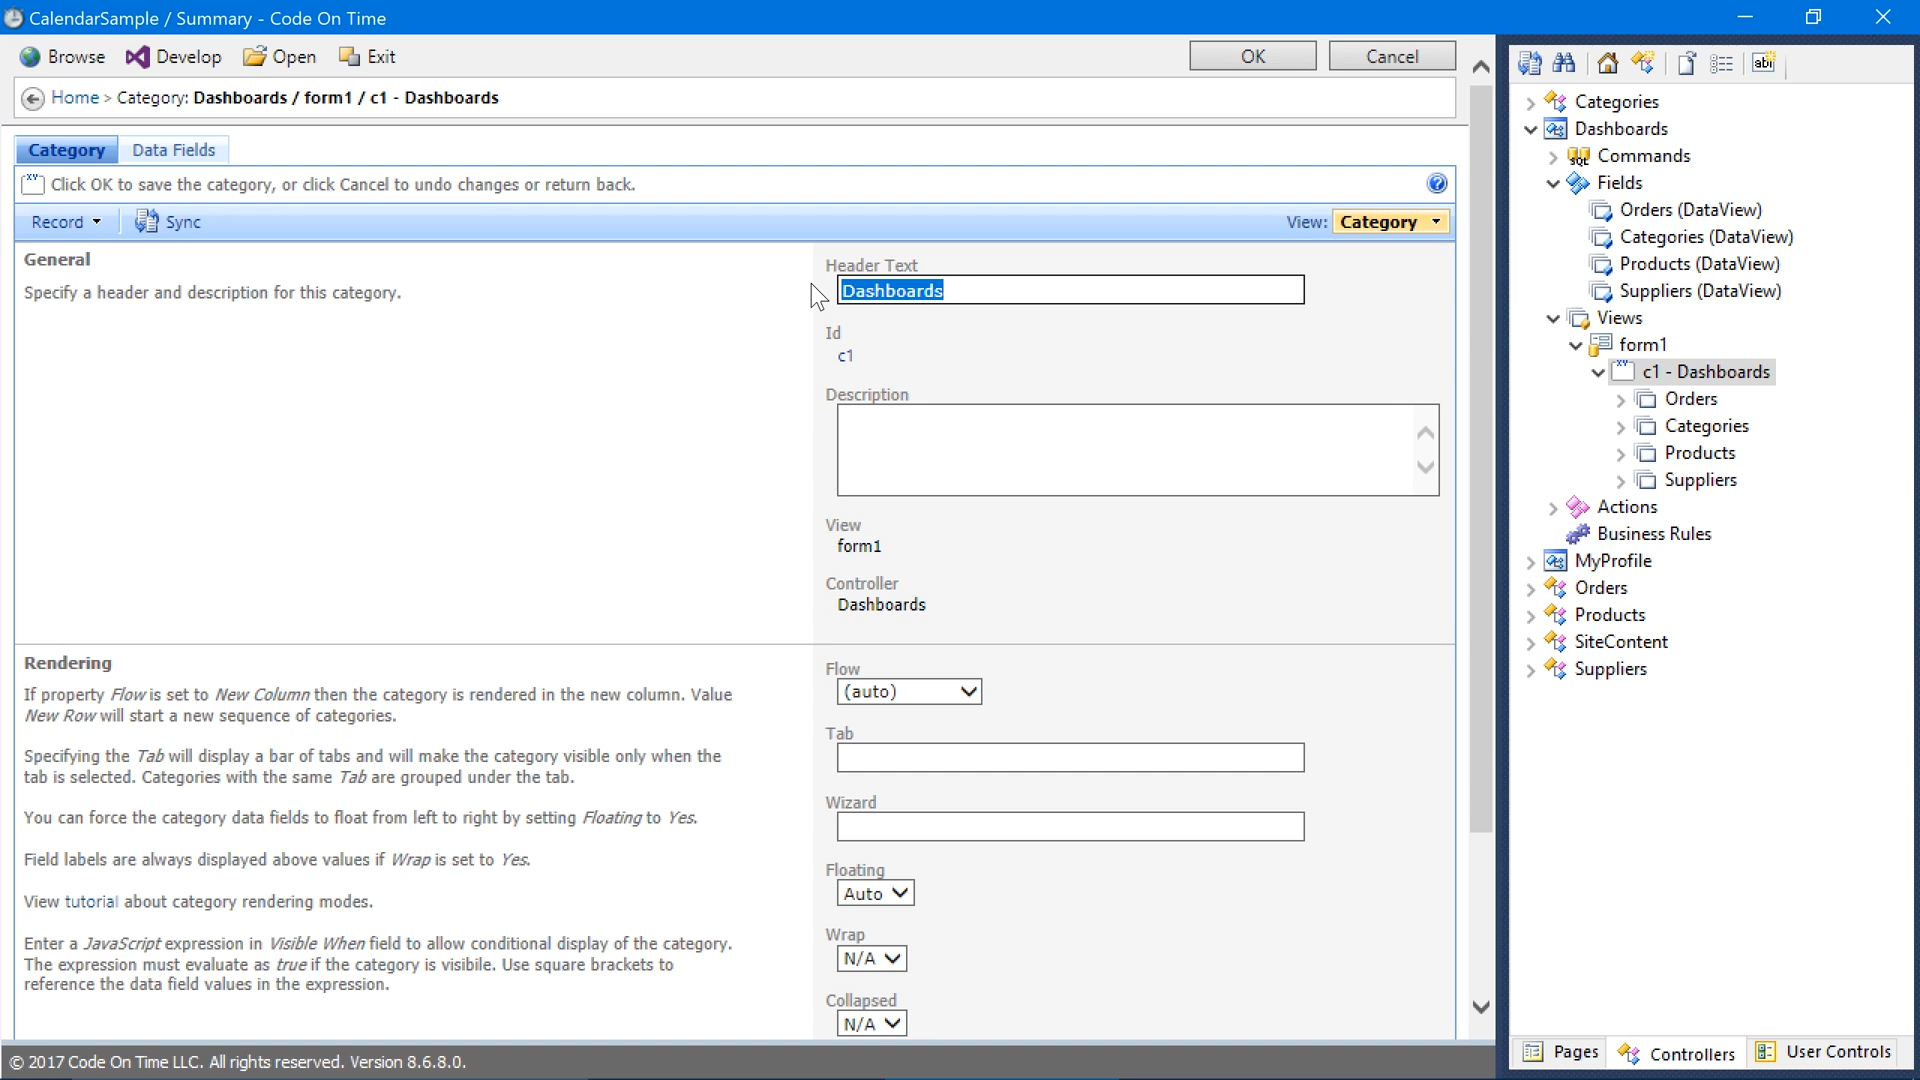 CalendarSample / Summary - Code On Time
Browse Develop Open Exit OK Cancel
Home > Category: Dashboards / form1 / c1 - Dashboards
Category Data Fields
Click OK to save the category, or click Cancel to undo changes or return back.
Record Sync View: Category
General
Specify a header and description for this category.
Header Text
Dashboards
Id
c1
Description
View
form1
Controller
Dashboards
Rendering
If property Flow is set to New Column then the category is rendered in the new column. Value
New Row will start a new sequence of categories.
Specifying the Tab will display a bar of tabs and will make the category visible only when the
tab is selected. Categories with the same Tab are grouped under the tab.
You can force the category data fields to float from left to right by setting Floating to Yes.
Field labels are always displayed above values if Wrap is set to Yes.
View tutorial about category rendering modes.
Enter a JavaScript expression in Visible When field to allow conditional display of the category.
The expression must evaluate as true if the category is visibile. Use square brackets to
reference the data field values in the expression.
Flow
(auto)
Tab
Wizard
Floating
Auto
Wrap
N/A
Collapsed
N/A
© 2017 Code On Time LLC. All rights reserved. Version 8.6.8.0.
Categories
Dashboards
Commands
Fields
Orders (DataView)
Categories (DataView)
Products (DataView)
Suppliers (DataView)
Views
form1
c1 - Dashboards
Orders
Categories
Products
Suppliers
Actions
Business Rules
MyProfile
Orders
Products
SiteContent
Suppliers
Pages Controllers User Controls